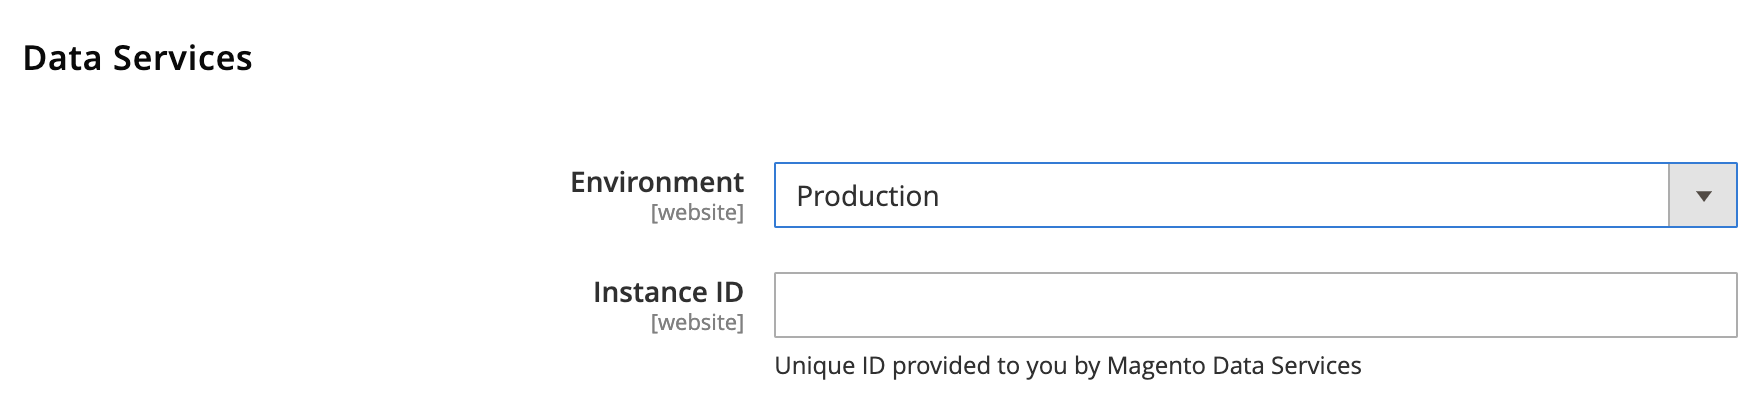 Data Services
Environment
[website]
Production
Instance ID
[website]
Unique ID provided to you by Magento Data Services